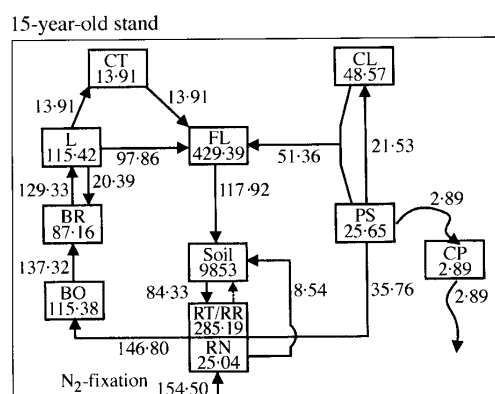 15-year-old stand
CT
13·91
CL
48·57
13·91
13·91
L
115·42
97·86
FL
429·39
51·36
21·53
129·33
20·39
117·92
2·89
BR
87·16
PS
25·65
137·32
Soil
9853
CP
2·89
84·33
8·54
35·76
2·89
BO
115·38
RT/RR
285·19
146·80
RN
25·04
N₂-fixation
154·50